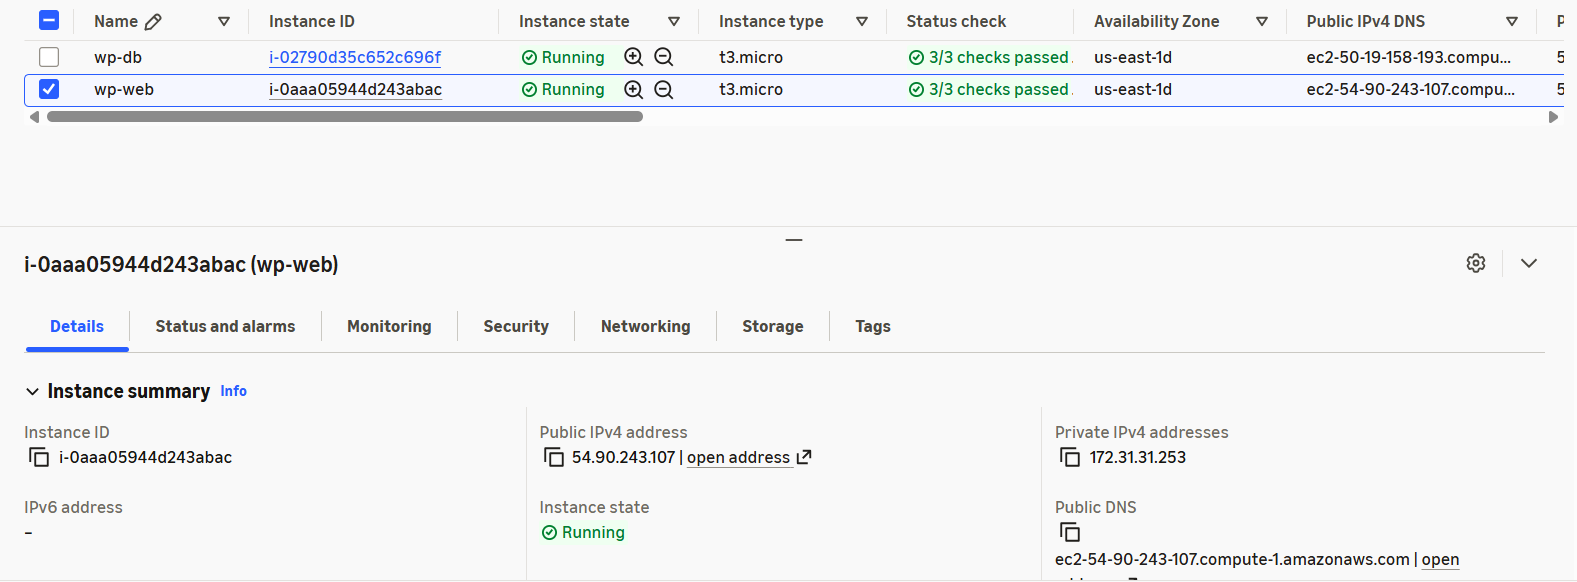 Name Instance ID Instance state Instance type Status check Availability Zone Public IPv4 DNS P
wp-db i-02790d35c652c696f Running t3.micro 3/3 checks passed us-east-1d ec2-50-19-158-193.compu... 5
wp-web i-0aaa05944d243abac Running t3.micro 3/3 checks passed us-east-1d ec2-54-90-243-107.compu... 5
i-0aaa05944d243abac (wp-web)
Details Status and alarms Monitoring Security Networking Storage Tags
Instance summary Info
Instance ID
i-0aaa05944d243abac
Public IPv4 address
54.90.243.107 | open address
Private IPv4 addresses
172.31.31.253
IPv6 address
–
Instance state
Running
Public DNS
ec2-54-90-243-107.compute-1.amazonaws.com | open